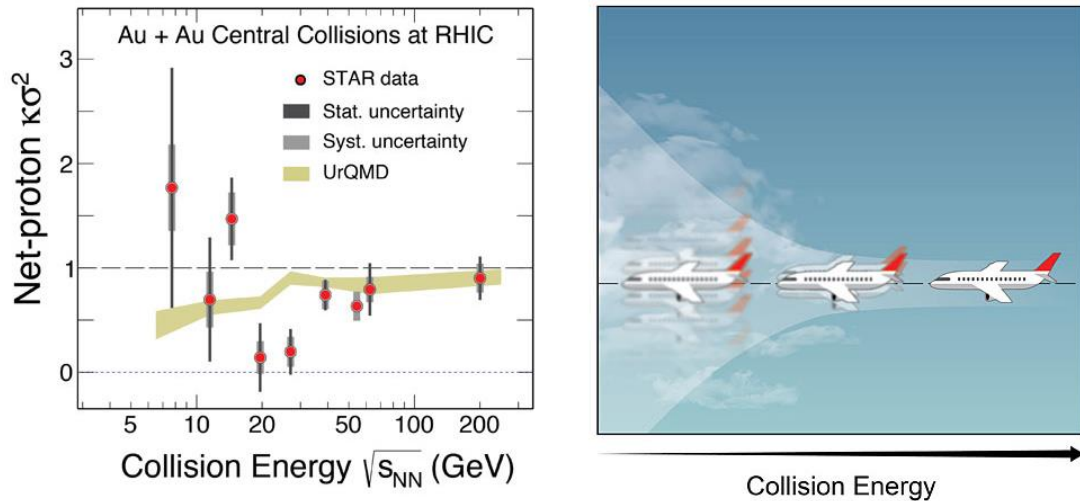 Au + Au Central Collisions at RHIC
STAR data
Stat. uncertainty
Syst. uncertainty
UrQMD
Net-proton κσ²
3
2
1
0
5
10
20
50
100
200
Collision Energy √sNN (GeV)
Collision Energy